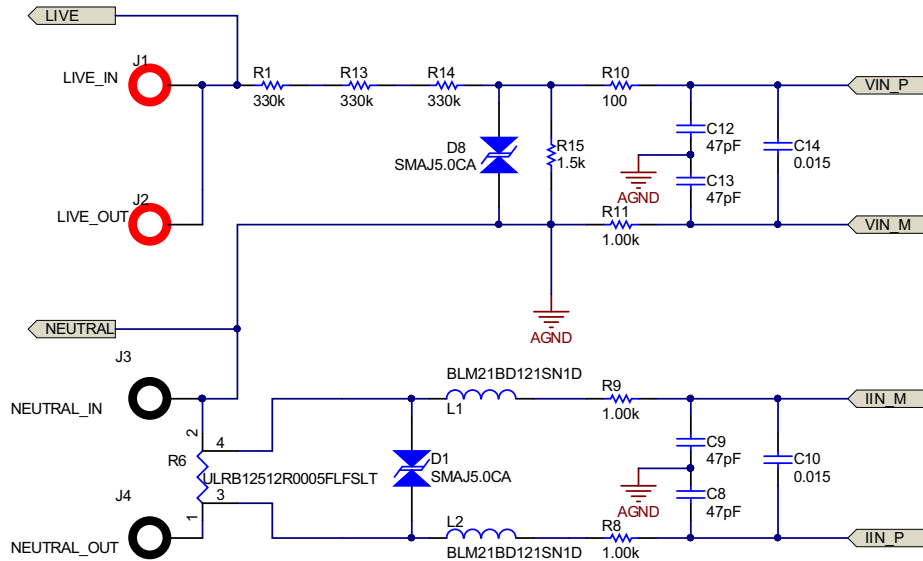 LIVE
J1
LIVE_IN
R1
330k
R13
330k
R14
330k
R10
100
VIN_P
D8
SMAJ5.0CA
R15
1.5k
C12
47pF
C14
0.015
AGND
C13
47pF
J2
LIVE_OUT
R11
1.00k
VIN_M
AGND
NEUTRAL
J3
NEUTRAL_IN
BLM21BD121SN1D
L1
R9
1.00k
IIN_M
2
4
R6
ULRB12512R0005FLFSLT
D1
SMAJ5.0CA
C9
47pF
C10
0.015
AGND
C8
47pF
3
1
J4
NEUTRAL_OUT
L2
BLM21BD121SN1D
R8
1.00k
IIN_P